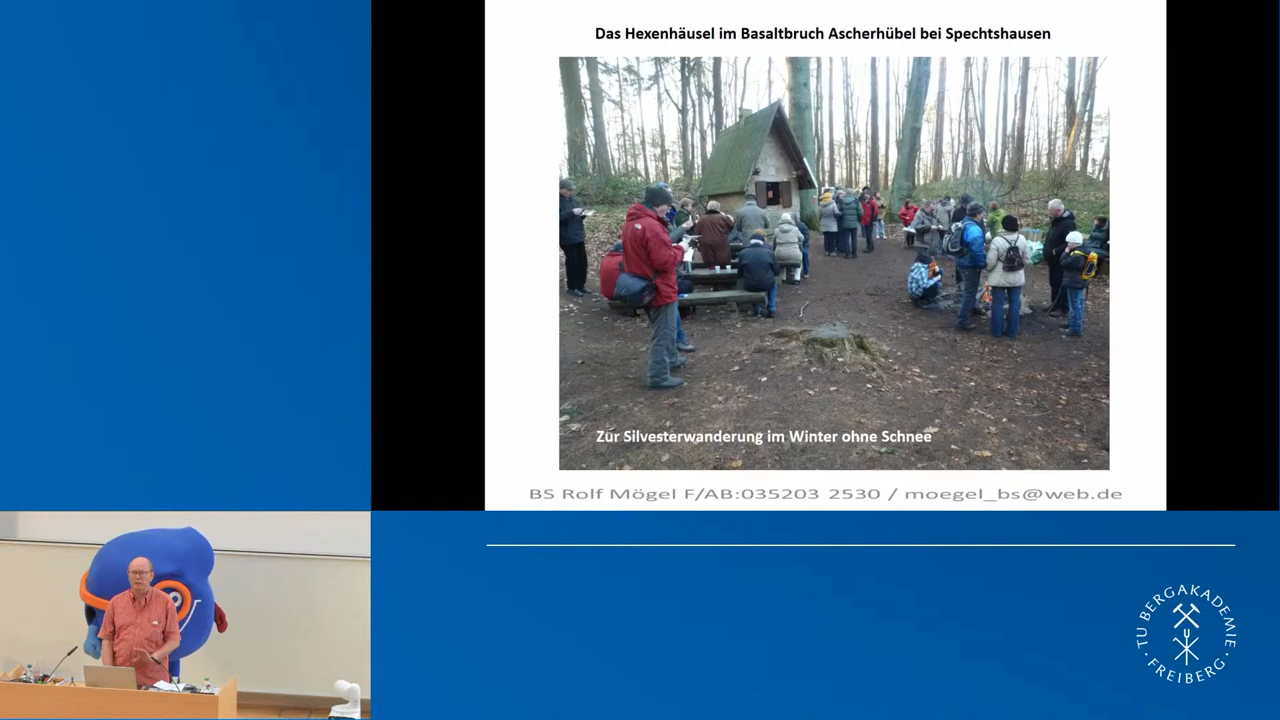 Das Hexenhäusel im Basaltbruch Ascherhübel bei Spechtshausen
Zur Silvesterwanderung im Winter ohne Schnee
BS Rolf Mögel F/AB:035203 2530 / moegel_bs@web.de
TU BERGAKADEMIE
· FREIBERG ·